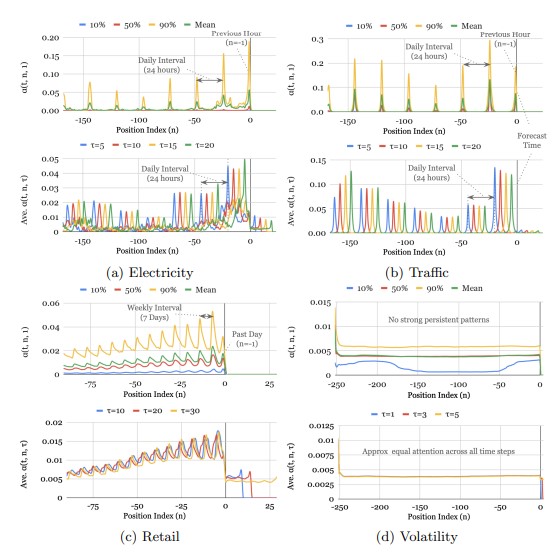 10% 50% 90% Mean
α(t, n, 1)
0.20
0.15
0.10
0.05
0.00
Previous Hour
(n=-1)
Daily Interval
(24 hours)
-150 -100 -50 0
Position Index (n)
τ=5 τ=10 τ=15 τ=20
Ave. α(t, n, τ)
0.05
0.04
0.03
0.02
0.01
0
Daily Interval
(24 hours)
-150 -100 -50 0
Position Index (n)
(a) Electricity
10% 50% 90% Mean
α(t, n, 1)
0.3
0.2
0.1
0.0
Previous Hour
(n=-1)
Daily Interval
(24 hours)
-150 -100 -50 0
Position Index (n)
Forecast
Time
τ=5 τ=10 τ=15 τ=20
Ave. α(t, n, τ)
0.15
0.10
0.05
0.00
Daily Interval
(24 hours)
-150 -100 -50 0
Position Index (n)
(b) Traffic
10% 50% 90% Mean
α(t, n, 1)
0.06
0.04
0.02
0.00
Weekly Interval
(7 Days)
Past Day
(n=-1)
-75 -50 -25 0 25
Position Index (n)
τ=10 τ=20 τ=30
Ave. α(t, n, τ)
0.02
0.015
0.01
0.005
0
-75 -50 -25 0 25
Position Index (n)
(c) Retail
10% 50% 90% Mean
α(t, n, 1)
0.015
0.01
0.005
0
No strong persistent patterns
-250 -200 -150 -100 -50 0
Position Index (n)
τ=1 τ=3 τ=5
Ave. α(t, n, τ)
0.0125
0.01
0.0075
0.005
0.0025
0
Approx equal attention across all time steps
-250 -200 -150 -100 -50 0
Position Index (n)
(d) Volatility